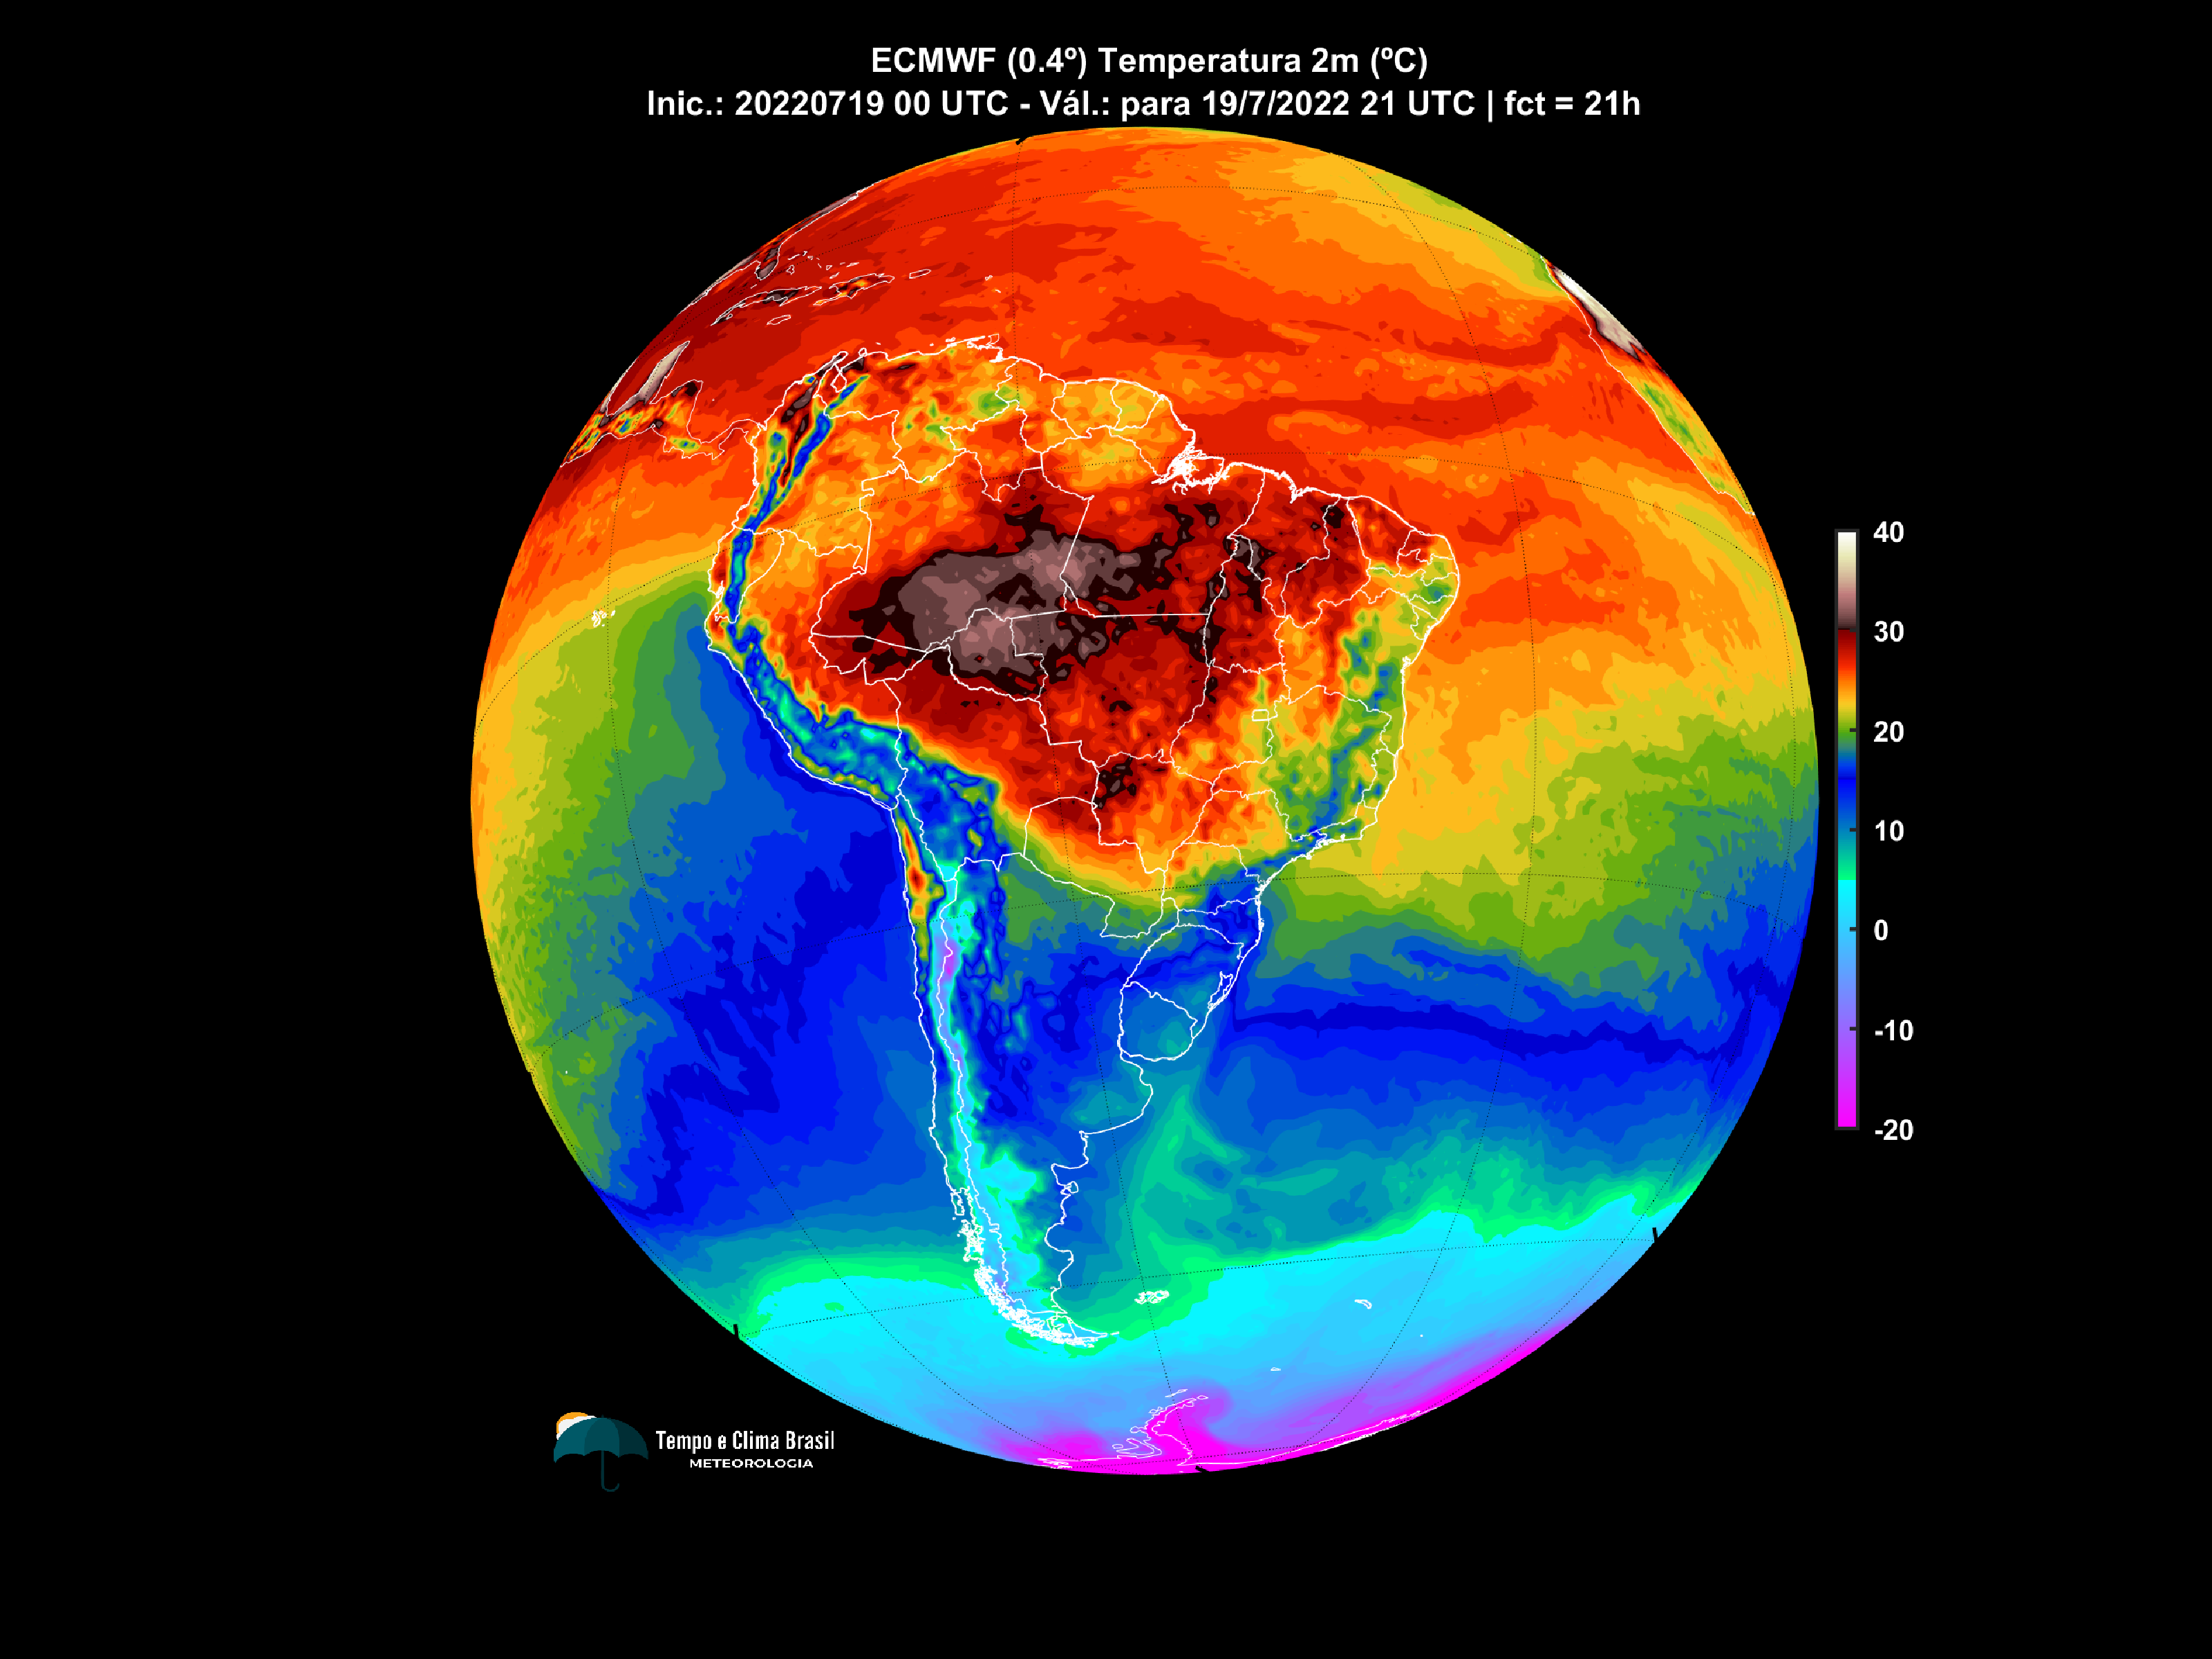 ECMWF (0.4º) Temperatura 2m (ºC)
Inic.: 20220719 00 UTC - Vál.: para 19/7/2022 21 UTC | fct = 21h
40
30
20
10
0
-10
-20
Tempo e Clima Brasil
METEOROLOGIA